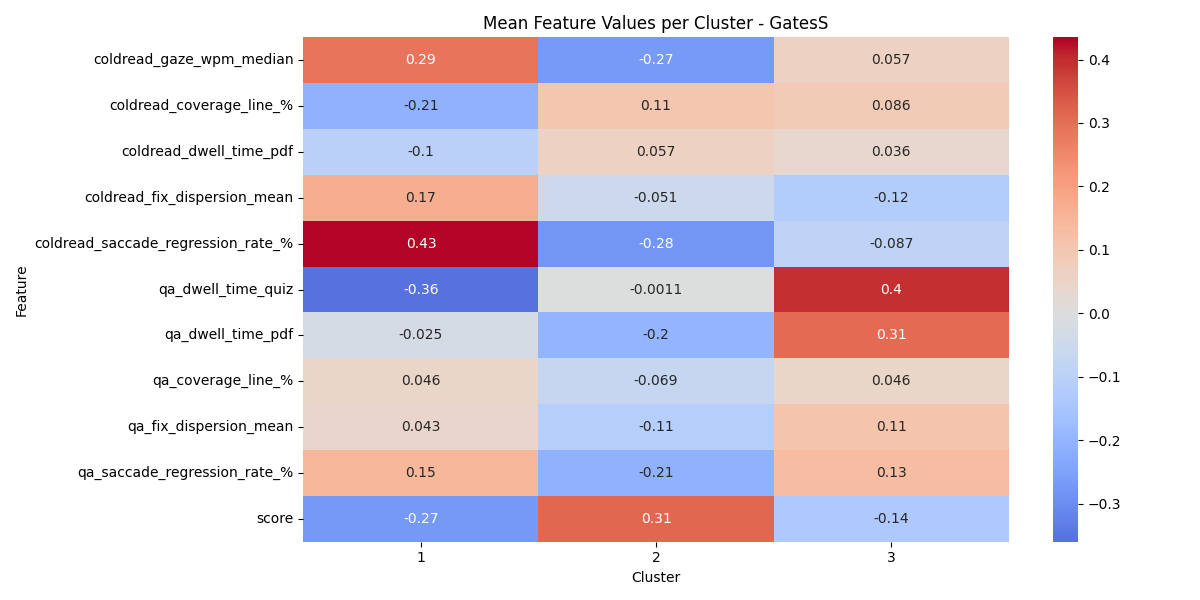 Mean Feature Values per Cluster - GatesS
coldread_gaze_wpm_median 0.29 -0.27 0.057
coldread_coverage_line_% -0.21 0.11 0.086
coldread_dwell_time_pdf -0.1 0.057 0.036
coldread_fix_dispersion_mean 0.17 -0.051 -0.12
coldread_saccade_regression_rate_% 0.43 -0.28 -0.087
qa_dwell_time_quiz -0.36 -0.0011 0.4
qa_dwell_time_pdf -0.025 -0.2 0.31
qa_coverage_line_% 0.046 -0.069 0.046
qa_fix_dispersion_mean 0.043 -0.11 0.11
qa_saccade_regression_rate_% 0.15 -0.21 0.13
score -0.27 0.31 -0.14
Feature
1 2 3
Cluster
0.4
0.3
0.2
0.1
0.0
−0.1
−0.2
−0.3